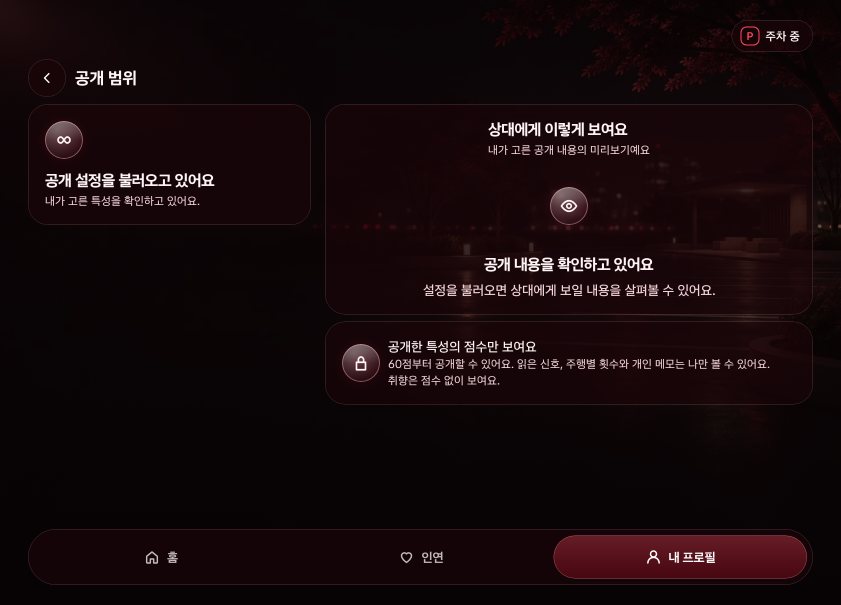 P 주차 중
공개 범위
공개 설정을 불러오고 있어요
내가 고른 특성을 확인하고 있어요.
상대에게 이렇게 보여요
내가 고른 공개 내용의 미리보기예요
공개 내용을 확인하고 있어요
설정을 불러오면 상대에게 보일 내용을 살펴볼 수 있어요.
공개한 특성의 점수만 보여요
60점부터 공개할 수 있어요. 읽은 신호, 주행별 횟수와 개인 메모는 나만 볼 수 있어요.
취향은 점수 없이 보여요.
홈
인연
내 프로필